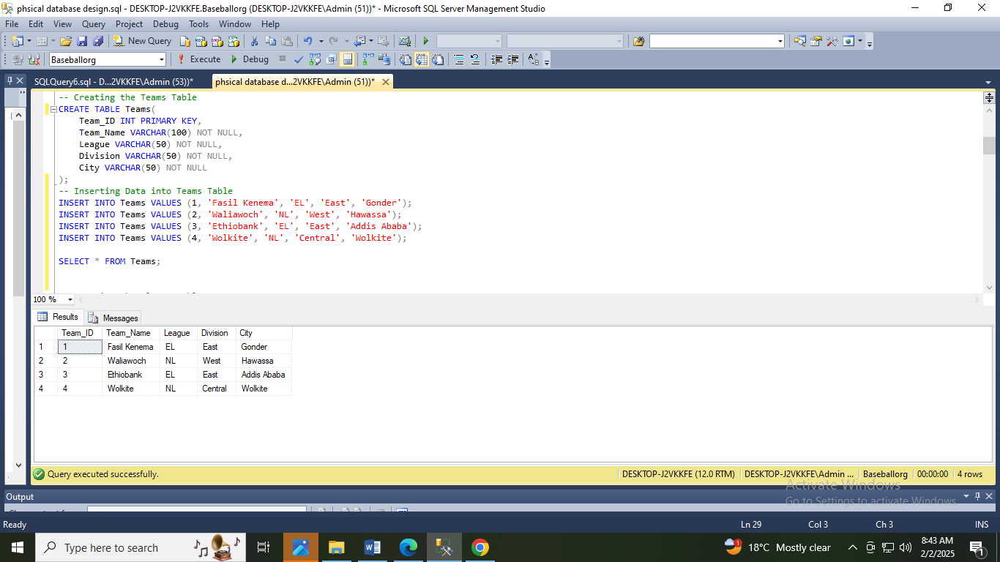 phsical database design.sql - DESKTOP-J2VKKFE.Baseballorg (DESKTOP-J2VKKFE\Admin (51))* - Microsoft SQL Server Management Studio
File Edit View Query Project Debug Tools Window Help
New Query
Baseballorg Execute Debug
SQLQuery6.sql - D...2VKKFE\Admin (53))* phsical database d...2VKKFE\Admin (51))*
-- Creating the Teams Table
CREATE TABLE Teams(
Team_ID INT PRIMARY KEY,
Team_Name VARCHAR(100) NOT NULL,
League VARCHAR(50) NOT NULL,
Division VARCHAR(50) NOT NULL,
City VARCHAR(50) NOT NULL
);
-- Inserting Data into Teams Table
INSERT INTO Teams VALUES (1, 'Fasil Kenema', 'EL', 'East', 'Gonder');
INSERT INTO Teams VALUES (2, 'Waliawoch', 'NL', 'West', 'Hawassa');
INSERT INTO Teams VALUES (3, 'Ethiobank', 'EL', 'East', 'Addis Ababa');
INSERT INTO Teams VALUES (4, 'Wolkite', 'NL', 'Central', 'Wolkite');
SELECT * FROM Teams;
100 %
Results Messages
Team_ID Team_Name League Division City
1 1 Fasil Kenema EL East Gonder
2 2 Waliawoch NL West Hawassa
3 3 Ethiobank EL East Addis Ababa
4 4 Wolkite NL Central Wolkite
Query executed successfully. DESKTOP-J2VKKFE (12.0 RTM) DESKTOP-J2VKKFE\Admin ... Baseballorg 00:00:00 4 rows
Activate Windows
Go to Settings to activate Windows.
Output
Ready Ln 29 Col 3 Ch 3 INS
Type here to search 1 18°C Mostly clear 8:43 AM
2/2/2025 1